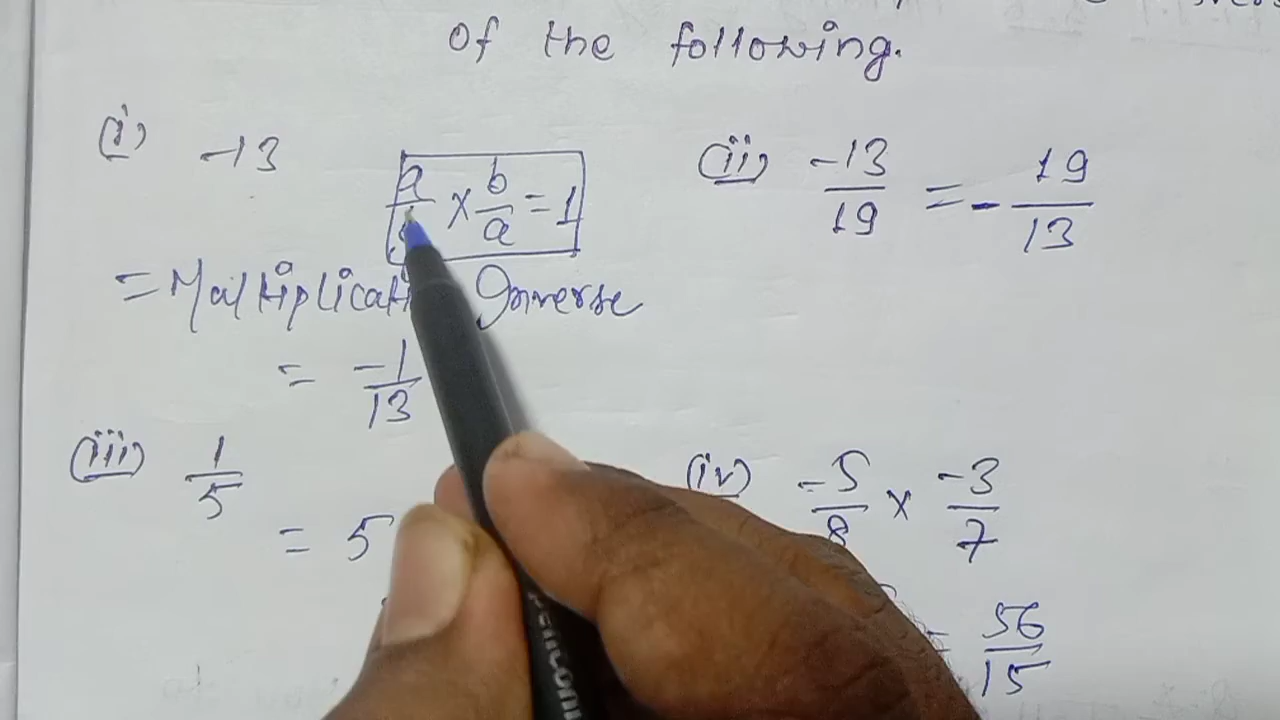 of the following.
(i) -13
a/b × b/a = 1
(ii) -13/19 = - 19/13
= Multiplicati Inverse
= -1/13
(iii) 1/5
= 5
(iv) -5/8 × -3/7
= 56/15